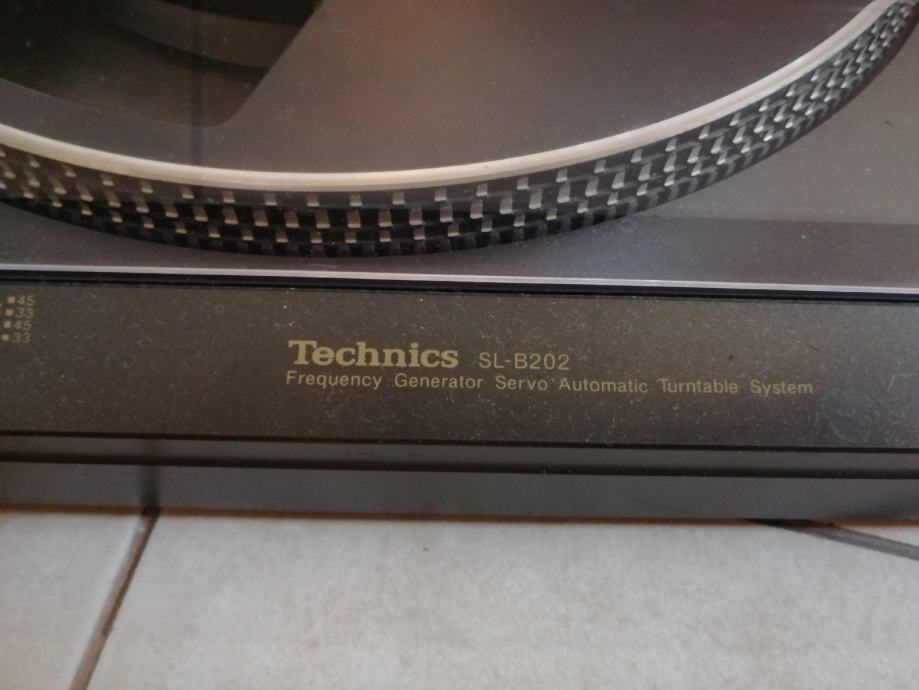 45
33
45
33
Technics SL-B202
Frequency Generator Servo Automatic Turntable System